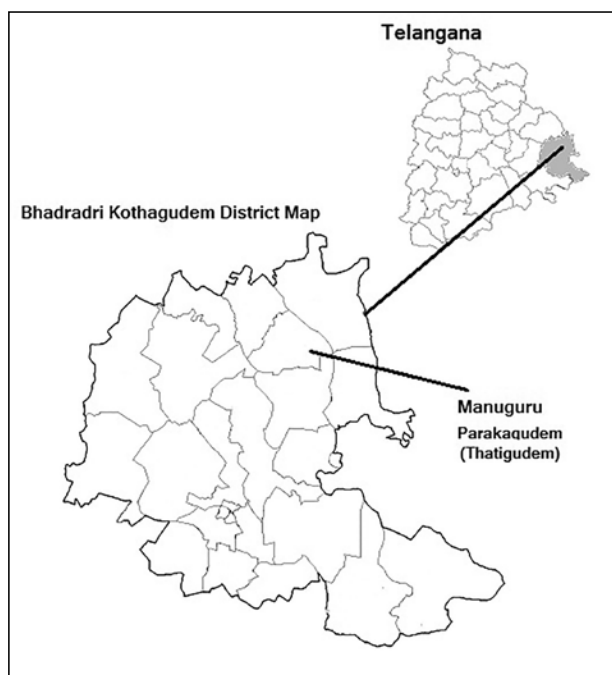 Telangana
Bhadradri Kothagudem District Map
Manuguru
Parakagudem
(Thatigudem)